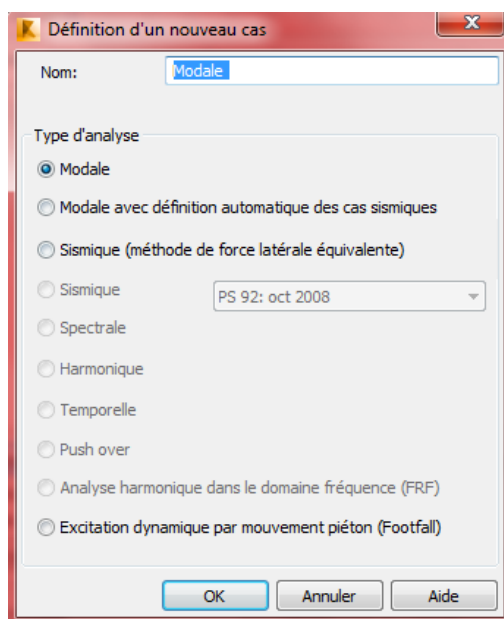 Définition d'un nouveau cas
Nom: Modale
Type d'analyse
Modale
Modale avec définition automatique des cas sismiques
Sismique (méthode de force latérale équivalente)
Sismique PS 92: oct 2008
Spectrale
Harmonique
Temporelle
Push over
Analyse harmonique dans le domaine fréquence (FRF)
Excitation dynamique par mouvement piéton (Footfall)
OK Annuler Aide